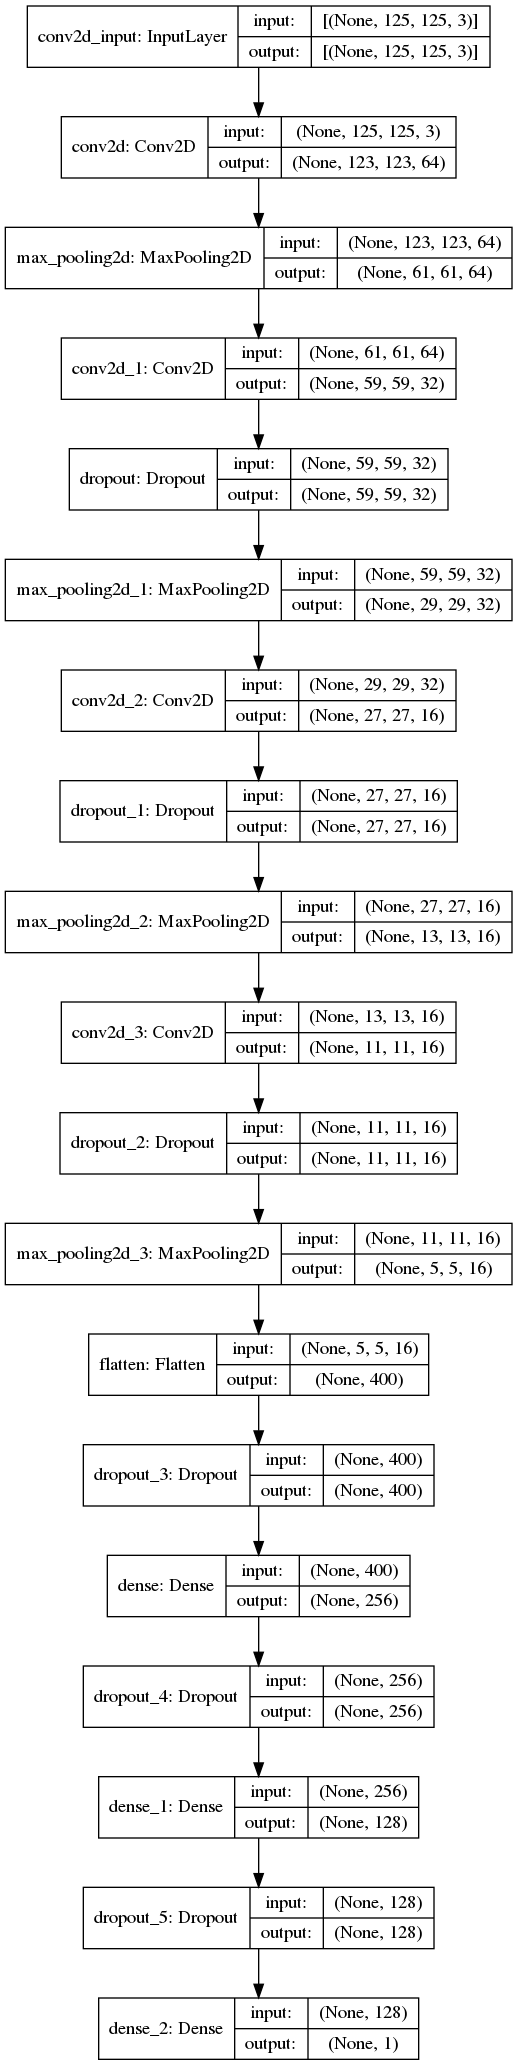 conv2d_input: InputLayer
input:
[(None, 125, 125, 3)]
output:
[(None, 125, 125, 3)]
conv2d: Conv2D
input:
(None, 125, 125, 3)
output:
(None, 123, 123, 64)
max_pooling2d: MaxPooling2D
input:
(None, 123, 123, 64)
output:
(None, 61, 61, 64)
conv2d_1: Conv2D
input:
(None, 61, 61, 64)
output:
(None, 59, 59, 32)
dropout: Dropout
input:
(None, 59, 59, 32)
output:
(None, 59, 59, 32)
max_pooling2d_1: MaxPooling2D
input:
(None, 59, 59, 32)
output:
(None, 29, 29, 32)
conv2d_2: Conv2D
input:
(None, 29, 29, 32)
output:
(None, 27, 27, 16)
dropout_1: Dropout
input:
(None, 27, 27, 16)
output:
(None, 27, 27, 16)
max_pooling2d_2: MaxPooling2D
input:
(None, 27, 27, 16)
output:
(None, 13, 13, 16)
conv2d_3: Conv2D
input:
(None, 13, 13, 16)
output:
(None, 11, 11, 16)
dropout_2: Dropout
input:
(None, 11, 11, 16)
output:
(None, 11, 11, 16)
max_pooling2d_3: MaxPooling2D
input:
(None, 11, 11, 16)
output:
(None, 5, 5, 16)
flatten: Flatten
input:
(None, 5, 5, 16)
output:
(None, 400)
dropout_3: Dropout
input:
(None, 400)
output:
(None, 400)
dense: Dense
input:
(None, 400)
output:
(None, 256)
dropout_4: Dropout
input:
(None, 256)
output:
(None, 256)
dense_1: Dense
input:
(None, 256)
output:
(None, 128)
dropout_5: Dropout
input:
(None, 128)
output:
(None, 128)
dense_2: Dense
input:
(None, 128)
output:
(None, 1)